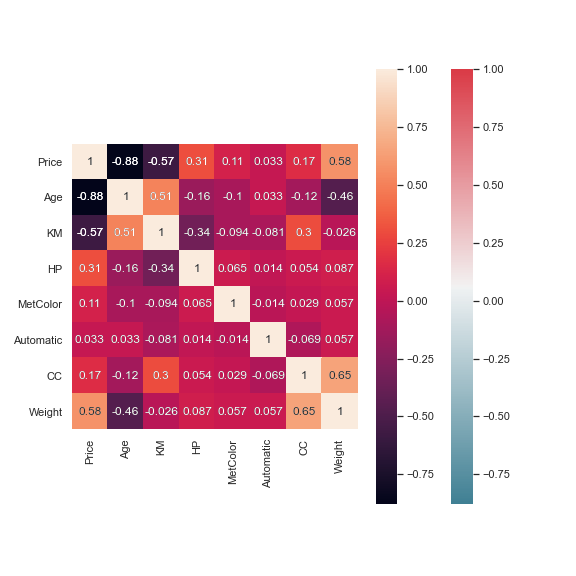 Price 1 -0.88 -0.57 0.31 0.11 0.033 0.17 0.58
Age -0.88 1 0.51 -0.16 -0.1 0.033 -0.12 -0.46
KM -0.57 0.51 1 -0.34 -0.094 -0.081 0.3 -0.026
HP 0.31 -0.16 -0.34 1 0.065 0.014 0.054 0.087
MetColor 0.11 -0.1 -0.094 0.065 1 -0.014 0.029 0.057
Automatic 0.033 0.033 -0.081 0.014 -0.014 1 -0.069 0.057
CC 0.17 -0.12 0.3 0.054 0.029 -0.069 1 0.65
Weight 0.58 -0.46 -0.026 0.087 0.057 0.057 0.65 1
Price Age KM HP MetColor Automatic CC Weight
1.00
0.75
0.50
0.25
0.00
-0.25
-0.50
-0.75
1.00
0.75
0.50
0.25
0.00
-0.25
-0.50
-0.75